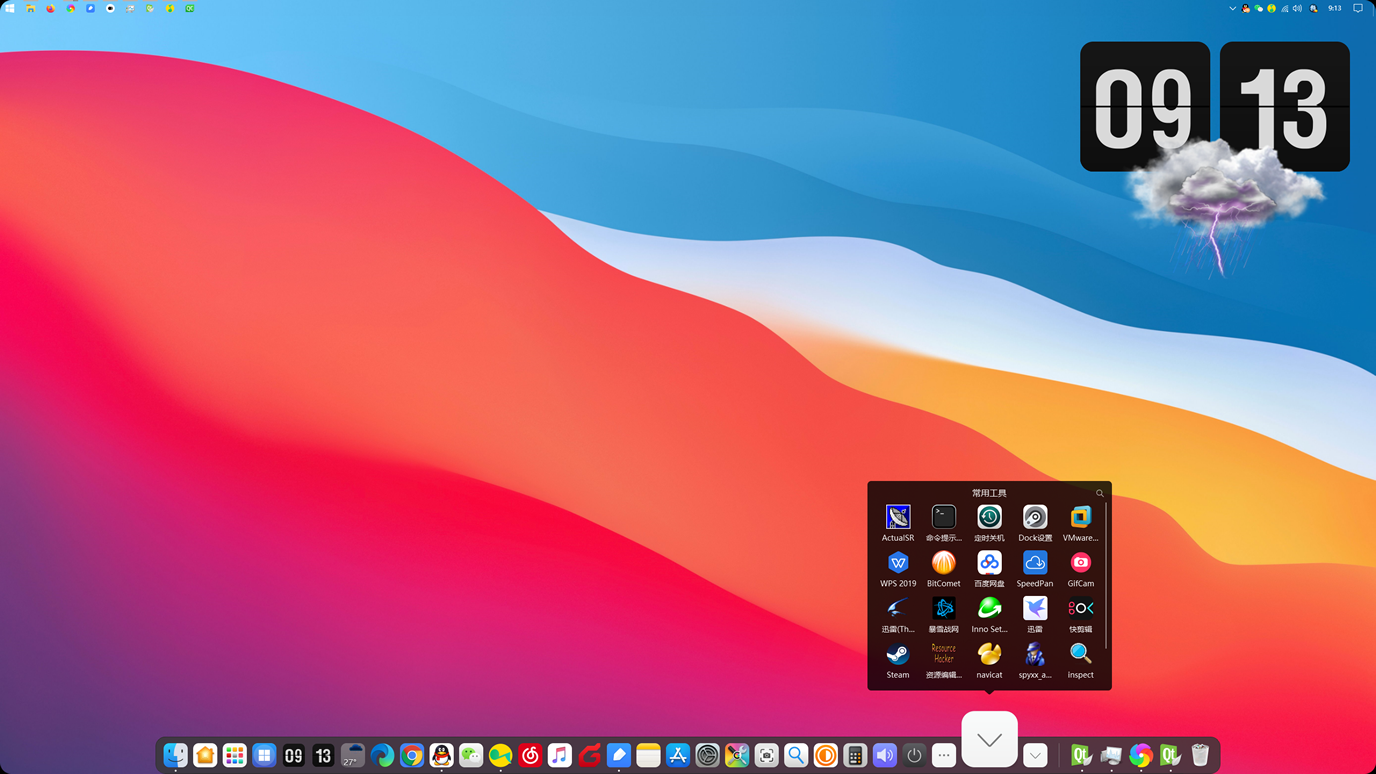 9:13
09 13
常用工具
ActualSR
命令提示...
定时关机
Dock设置
VMware...
WPS 2019
BitComet
百度网盘
SpeedPan
GifCam
迅雷(Th...
暴雪战网
Inno Set...
迅雷
快剪辑
Resource
Hacker
Steam
资源编辑...
navicat
spyxx_a...
inspect
09
13
27°
Qt
Qt